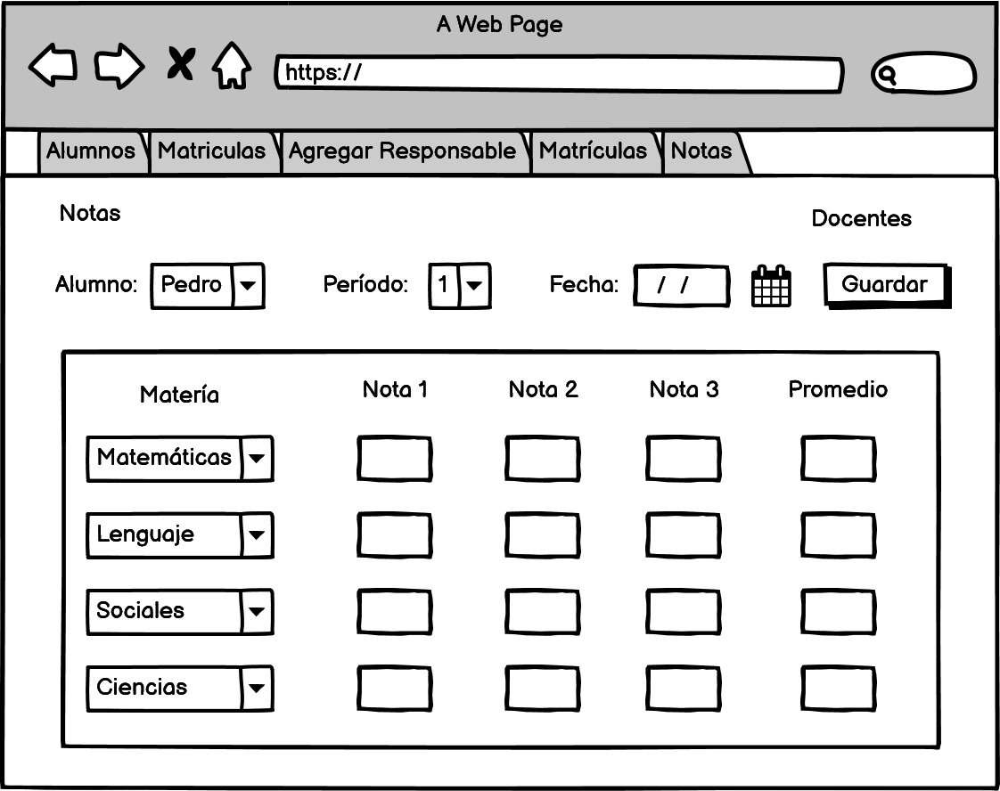 A Web Page
https://
Alumnos Matriculas Agregar Responsable Matrículas Notas
Notas Docentes
Alumno: Pedro Período: 1 Fecha: / / Guardar
Matería Nota 1 Nota 2 Nota 3 Promedio
Matemáticas
Lenguaje
Sociales
Ciencias